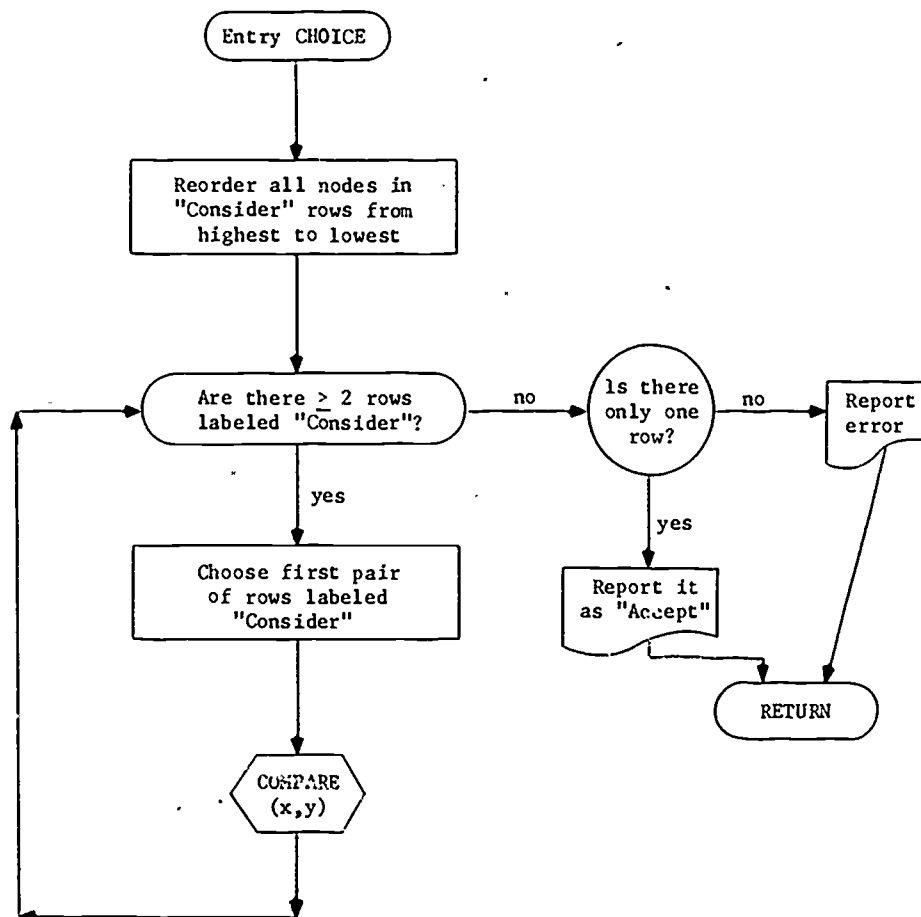 Entry CHOICE
Reorder all nodes in
"Consider" rows from
highest to lowest
Are there ≥ 2 rows
labeled "Consider"?
no
Is there
only one
row?
no
Report
error
yes
yes
Choose first pair
of rows labeled
"Consider"
Report it
as "Accept"
RETURN
COMPARE
(x,y)